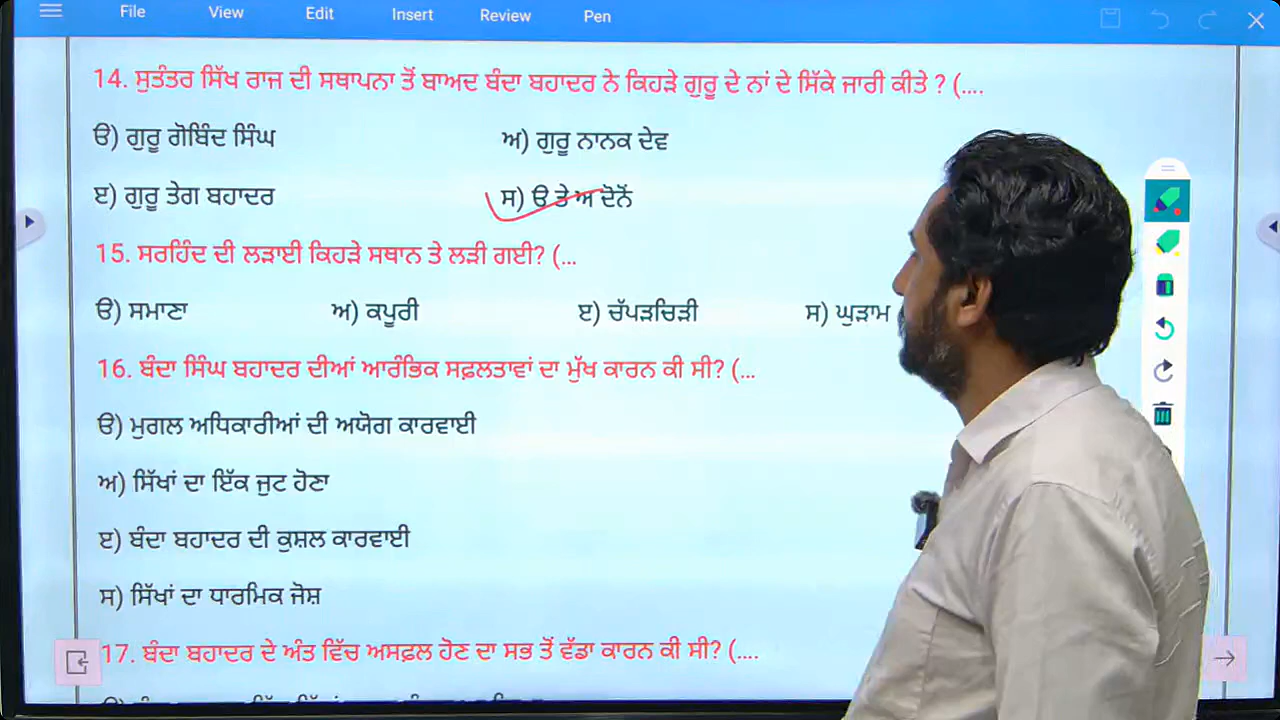 File View Edit Insert Review Pen
14. ਸੁਤੰਤਰ ਸਿੱਖ ਰਾਜ ਦੀ ਸਥਾਪਨਾ ਤੋਂ ਬਾਅਦ ਬੰਦਾ ਬਹਾਦਰ ਨੇ ਕਿਹੜੇ ਗੁਰੂ ਦੇ ਨਾਂ ਦੇ ਸਿੱਕੇ ਜਾਰੀ ਕੀਤੇ ? (....
ੳ) ਗੁਰੂ ਗੋਬਿੰਦ ਸਿੰਘ ਅ) ਗੁਰੂ ਨਾਨਕ ਦੇਵ
ੲ) ਗੁਰੂ ਤੇਗ ਬਹਾਦਰ ਸ) ੳ ਤੇ ਅ ਦੋਨੋਂ
15. ਸਰਹਿੰਦ ਦੀ ਲੜਾਈ ਕਿਹੜੇ ਸਥਾਨ ਤੇ ਲੜੀ ਗਈ? (...
ੳ) ਸਮਾਣਾ ਅ) ਕਪੂਰੀ ੲ) ਚੱਪੜਚਿੜੀ ਸ) ਘੁੜਾਮ
16. ਬੰਦਾ ਸਿੰਘ ਬਹਾਦਰ ਦੀਆਂ ਆਰੰਭਿਕ ਸਫ਼ਲਤਾਵਾਂ ਦਾ ਮੁੱਖ ਕਾਰਨ ਕੀ ਸੀ? (...
ੳ) ਮੁਗਲ ਅਧਿਕਾਰੀਆਂ ਦੀ ਅਯੋਗ ਕਾਰਵਾਈ
ਅ) ਸਿੱਖਾਂ ਦਾ ਇੱਕ ਜੁਟ ਹੋਣਾ
ੲ) ਬੰਦਾ ਬਹਾਦਰ ਦੀ ਕੁਸ਼ਲ ਕਾਰਵਾਈ
ਸ) ਸਿੱਖਾਂ ਦਾ ਧਾਰਮਿਕ ਜੋਸ਼
17. ਬੰਦਾ ਬਹਾਦਰ ਦੇ ਅੰਤ ਵਿੱਚ ਅਸਫ਼ਲ ਹੋਣ ਦਾ ਸਭ ਤੋਂ ਵੱਡਾ ਕਾਰਨ ਕੀ ਸੀ? (....